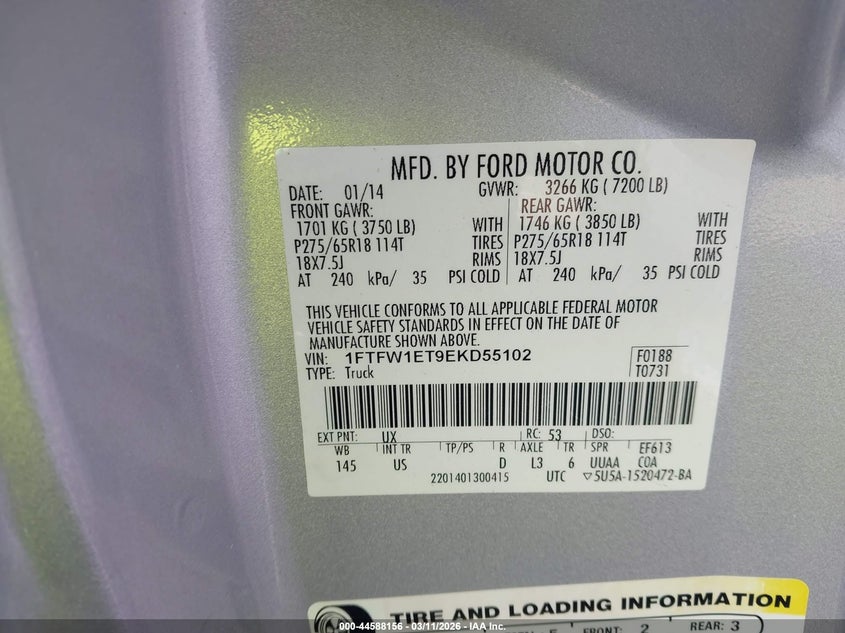 MFD. BY FORD MOTOR CO.
DATE: 01/14 GVWR: 3266 KG ( 7200 LB)
FRONT GAWR: REAR GAWR:
1701 KG ( 3750 LB) WITH 1746 KG ( 3850 LB) WITH
P275/65R18 114T TIRES P275/65R18 114T TIRES
18X7.5J RIMS 18X7.5J RIMS
AT 240 kPa/ 35 PSI COLD AT 240 kPa/ 35 PSI COLD
THIS VEHICLE CONFORMS TO ALL APPLICABLE FEDERAL MOTOR
VEHICLE SAFETY STANDARDS IN EFFECT ON THE DATE OF
MANUFACTURE SHOWN ABOVE.
VIN: 1FTFW1ET9EKD55102 F0188
TYPE: Truck T0731
EXT PNT: UX RC: 53 DSO:
WB INT TR TP/PS R AXLE TR SPR EF613
145 US D L3 6 UUAA COA
2201401300415 UTC ▽5U5A-1520472-BA
TIRE AND LOADING INFORMATION
FRONT: 2 REAR: 3
000-44588156 — 03/11/2026 — IAA Inc.